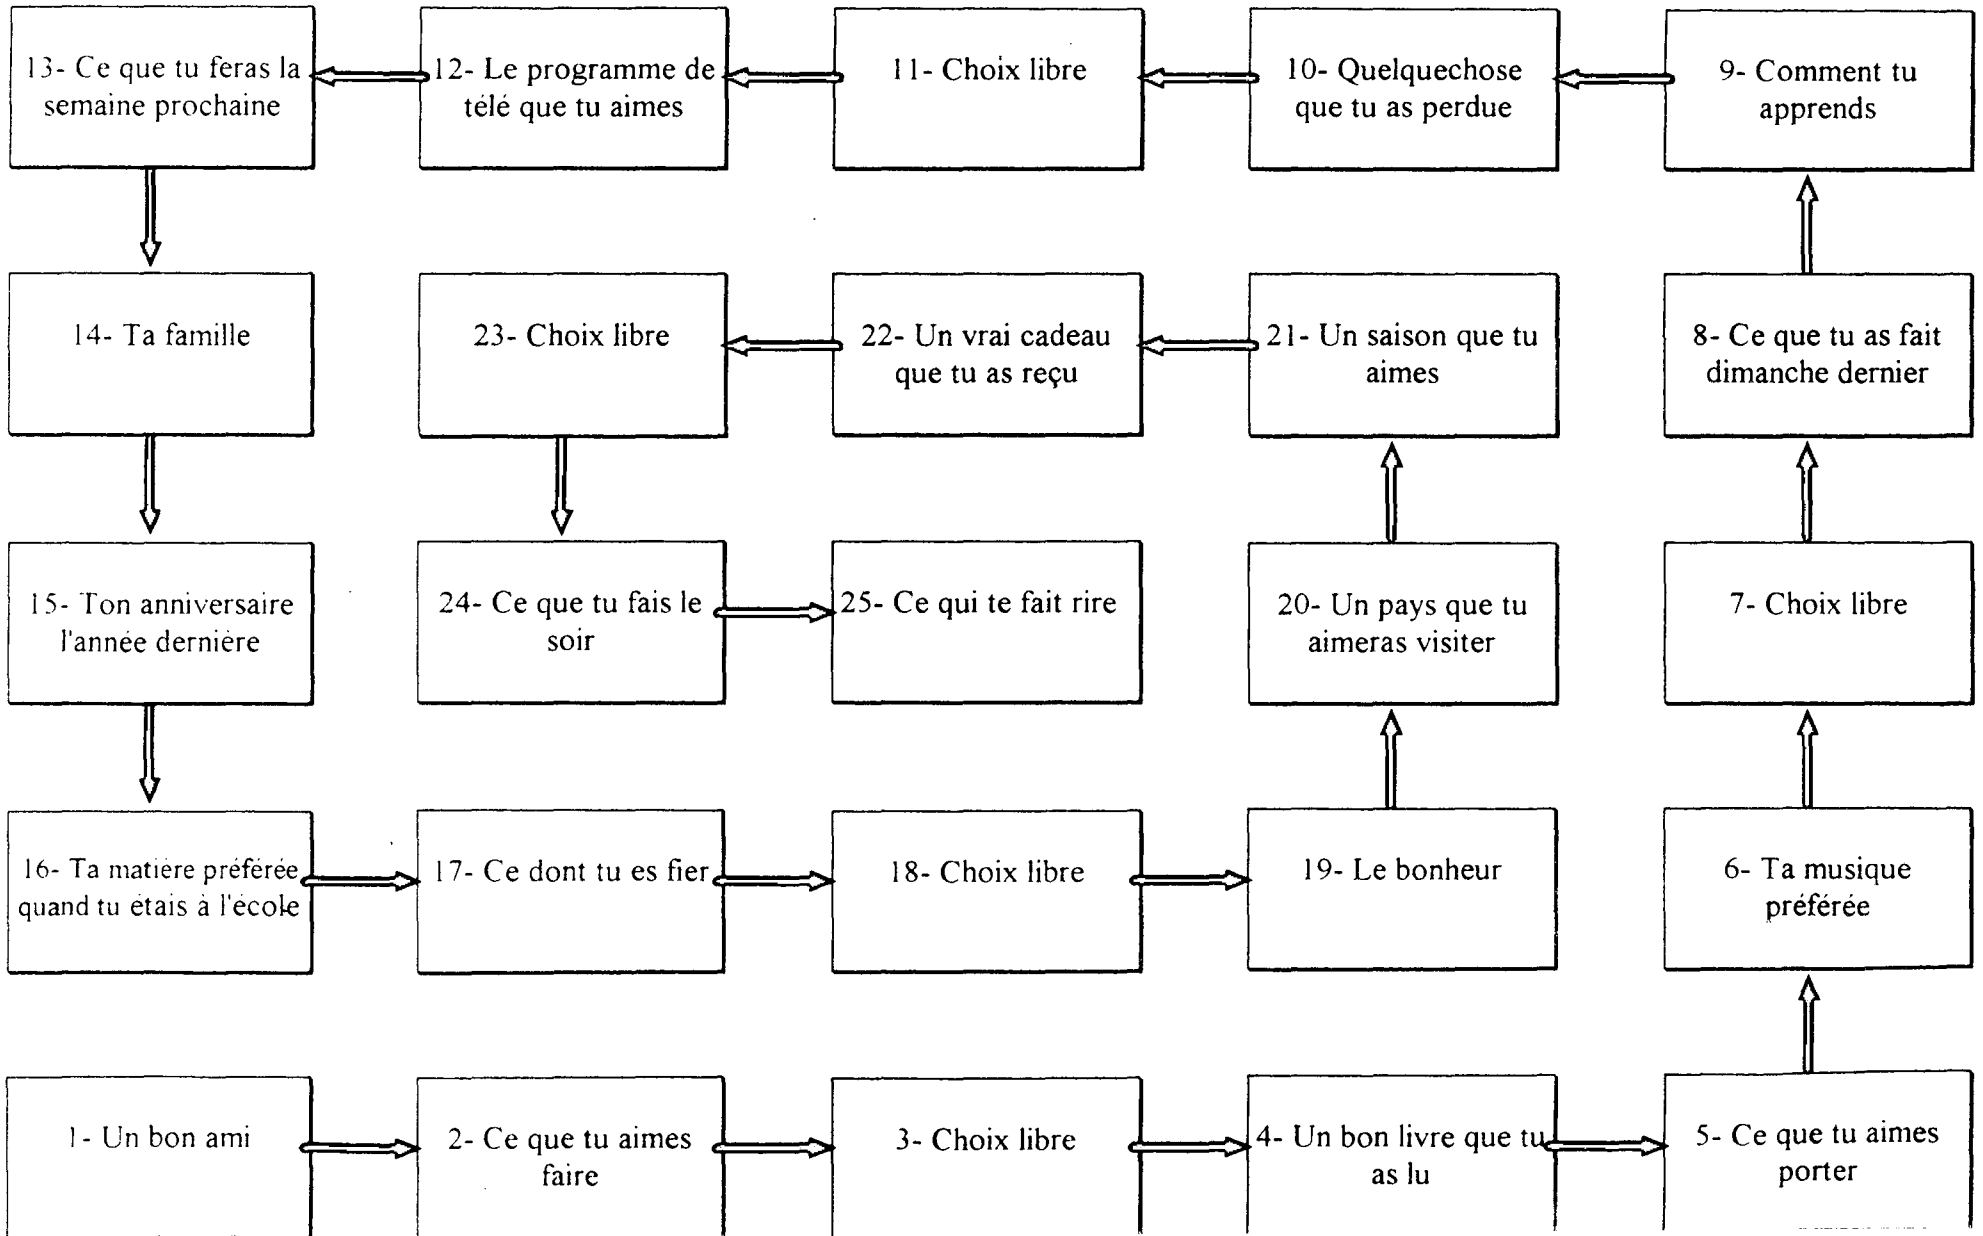 13- Ce que tu feras la
semaine prochaine
12- Le programme de
télé que tu aimes
11- Choix libre
10- Quelquechose
que tu as perdue
9- Comment tu
apprends
14- Ta famille
23- Choix libre
22- Un vrai cadeau
que tu as reçu
21- Un saison que tu
aimes
8- Ce que tu as fait
dimanche dernier
15- Ton anniversaire
l'année dernière
24- Ce que tu fais le
soir
25- Ce qui te fait rire
20- Un pays que tu
aimeras visiter
7- Choix libre
16- Ta matière préférée
quand tu étais à l'école
17- Ce dont tu es fier
18- Choix libre
19- Le bonheur
6- Ta musique
préférée
1- Un bon ami
2- Ce que tu aimes
faire
3- Choix libre
4- Un bon livre que tu
as lu
5- Ce que tu aimes
porter